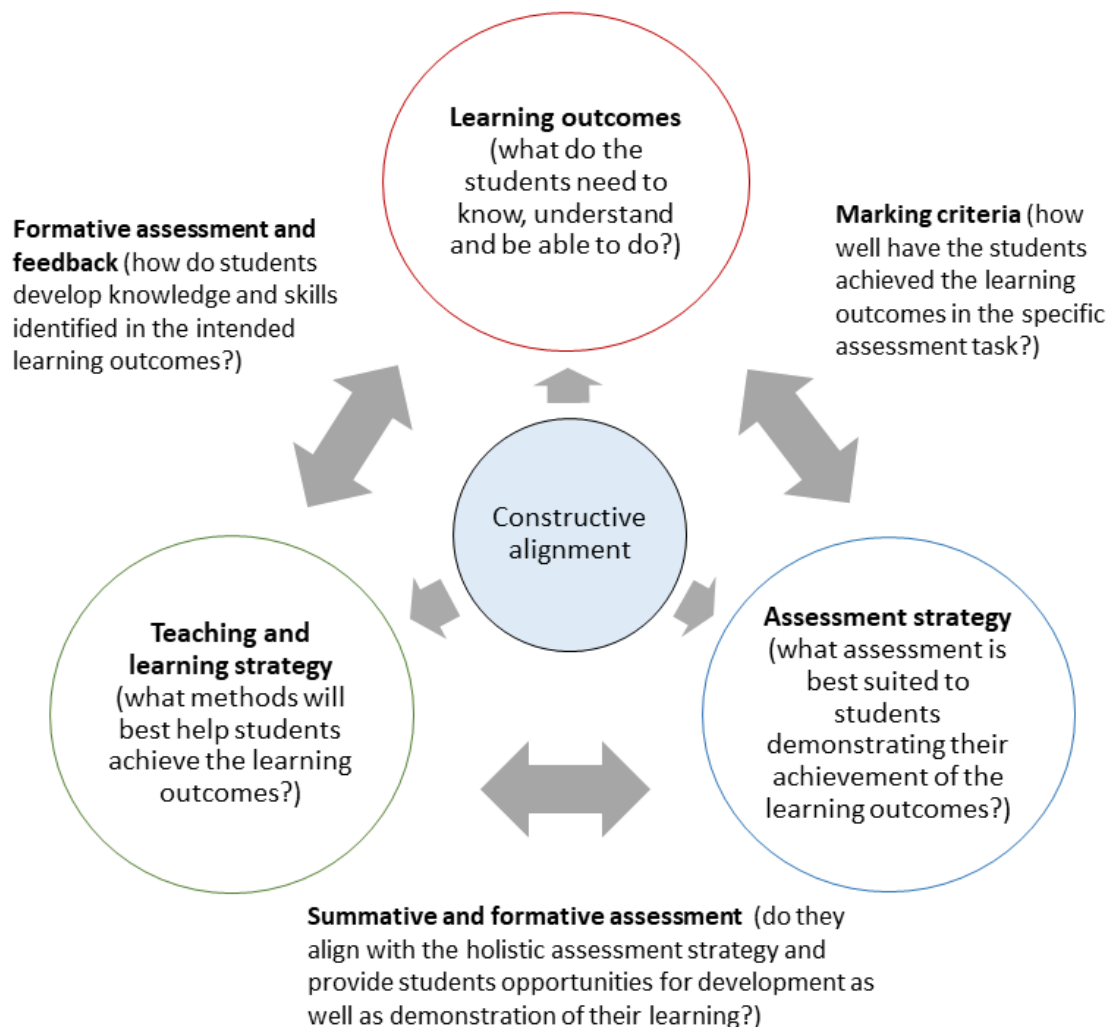 Learning outcomes
(what do the
students need to
know, understand
and be able to do?)
Formative assessment and
feedback (how do students
develop knowledge and skills
identified in the intended
learning outcomes?)
Marking criteria (how
well have the students
achieved the learning
outcomes in the specific
assessment task?)
Constructive
alignment
Teaching and
learning strategy
(what methods will
best help students
achieve the learning
outcomes?)
Assessment strategy
(what assessment is
best suited to
students
demonstrating their
achievement of the
learning outcomes?)
Summative and formative assessment (do they
align with the holistic assessment strategy and
provide students opportunities for development as
well as demonstration of their learning?)